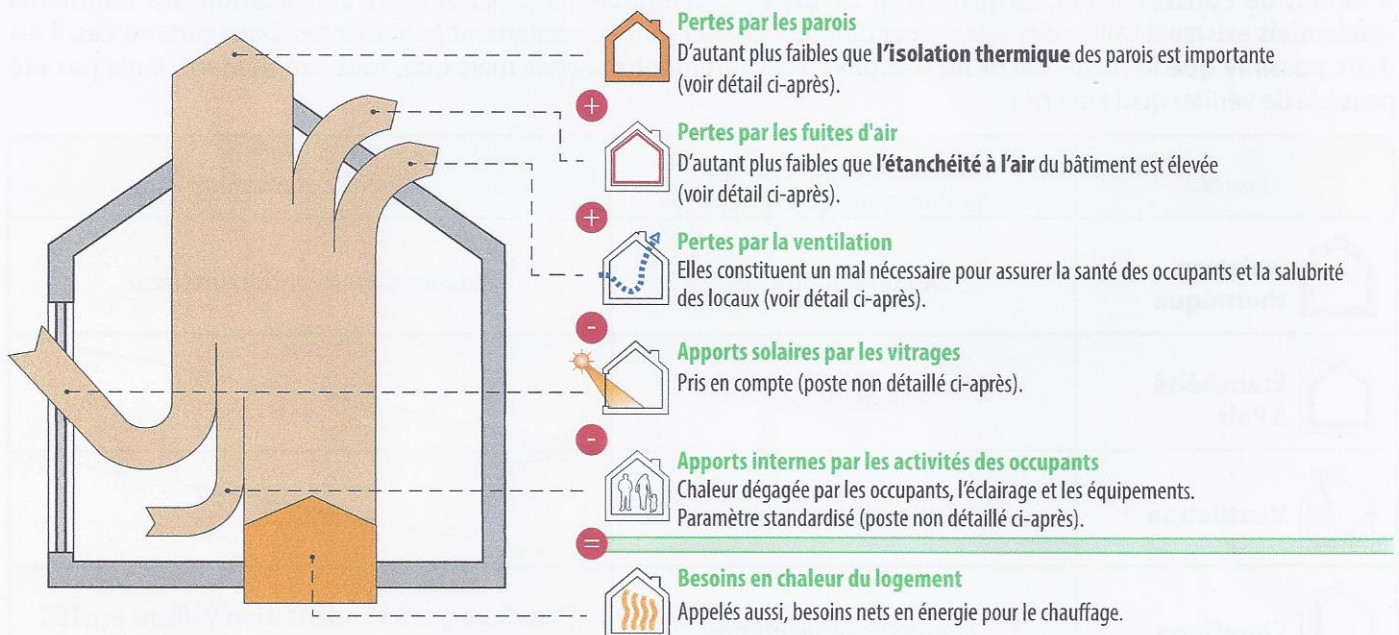 Pertes par les parois
D'autant plus faibles que l'isolation thermique des parois est importante
(voir détail ci-après).
+
Pertes par les fuites d'air
D'autant plus faibles que l'étanchéité à l'air du bâtiment est élevée
(voir détail ci-après).
+
Pertes par la ventilation
Elles constituent un mal nécessaire pour assurer la santé des occupants et la salubrité
des locaux (voir détail ci-après).
-
Apports solaires par les vitrages
Pris en compte (poste non détaillé ci-après).
-
Apports internes par les activités des occupants
Chaleur dégagée par les occupants, l'éclairage et les équipements.
Paramètre standardisé (poste non détaillé ci-après).
=
Besoins en chaleur du logement
Appelés aussi, besoins nets en énergie pour le chauffage.